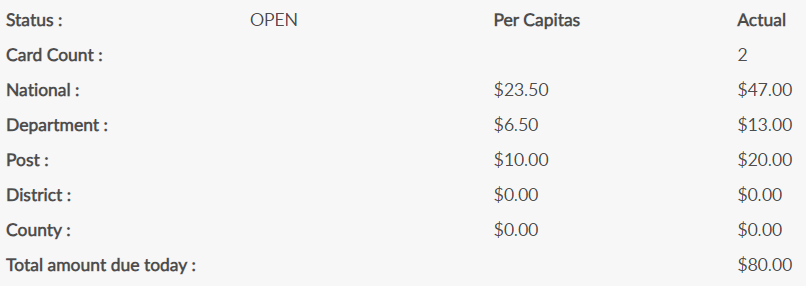 Status : OPEN Per Capitas Actual
Card Count : 2
National : $23.50 $47.00
Department : $6.50 $13.00
Post : $10.00 $20.00
District : $0.00 $0.00
County : $0.00 $0.00
Total amount due today : $80.00